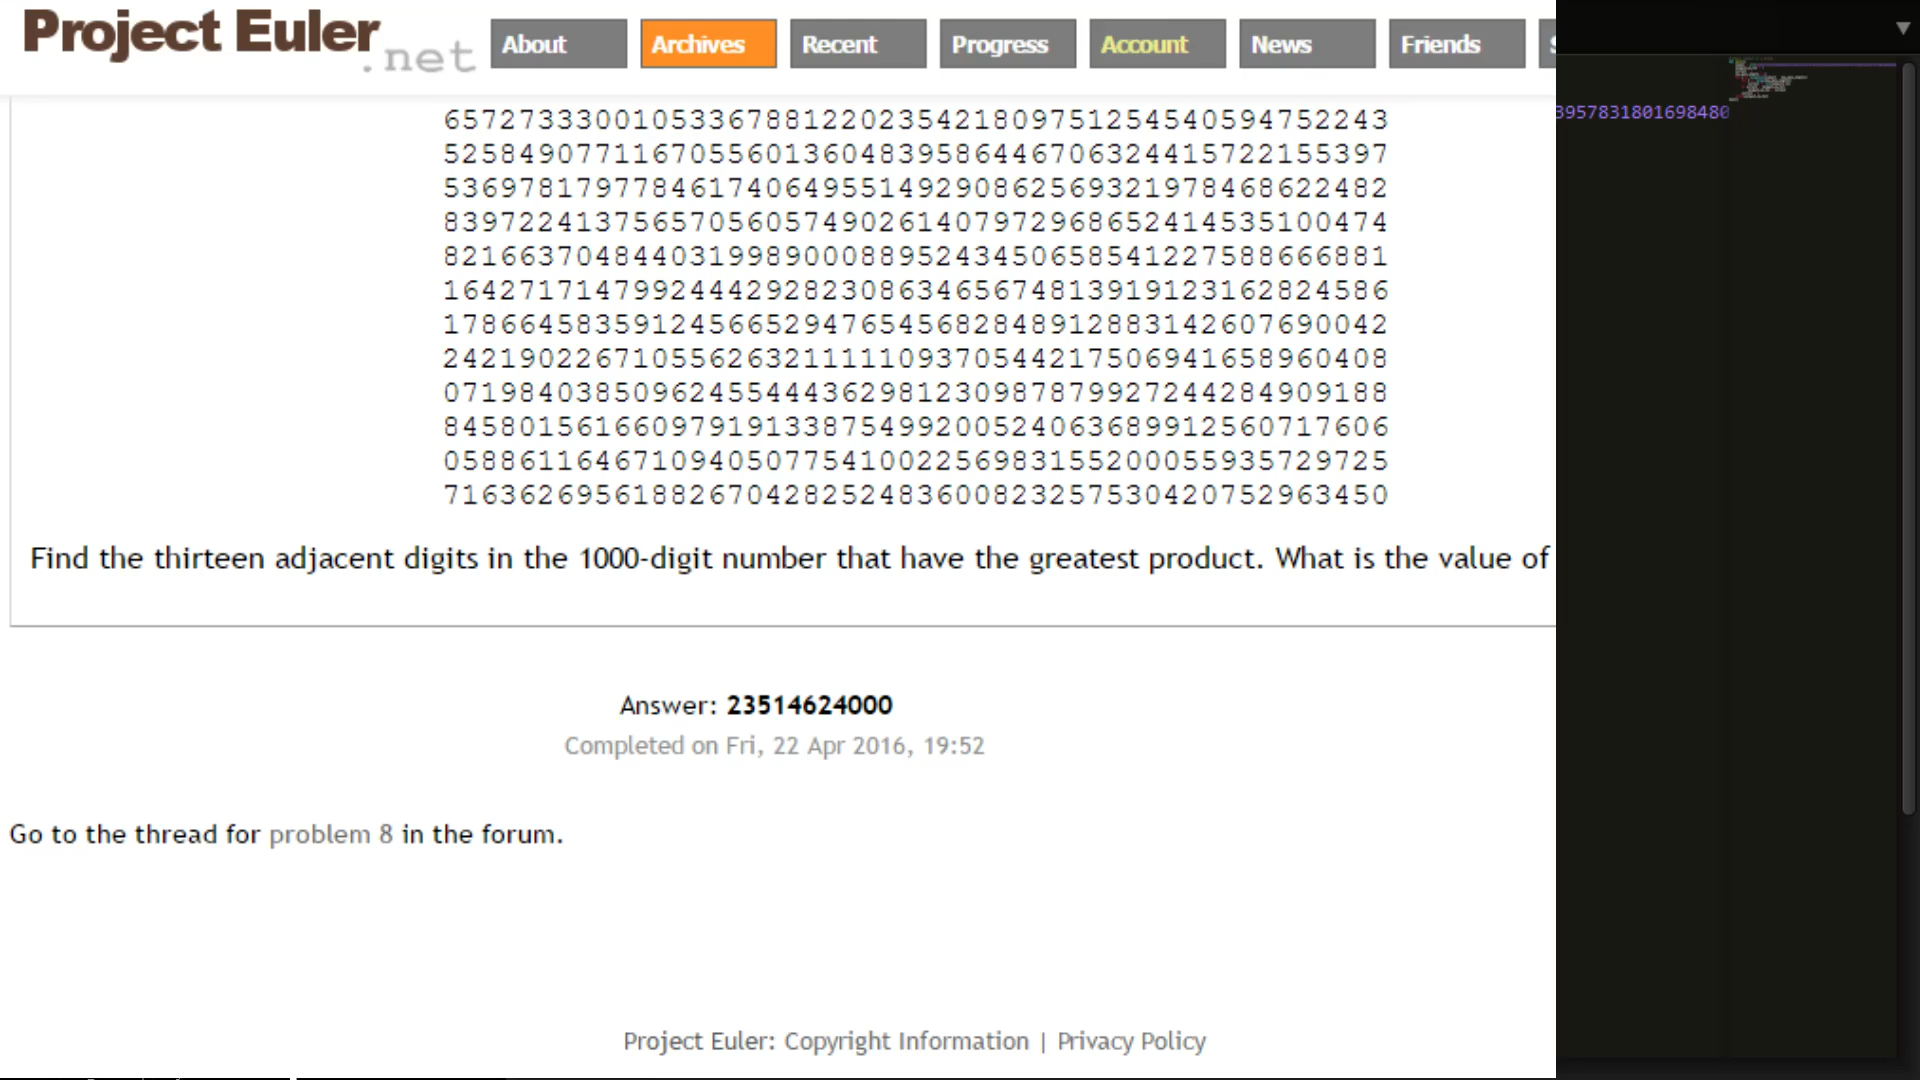 Project Euler .net About Archives Recent Progress Account News Friends
65727333001053367881220235421809751254540594752243
52584907711670556013604839586446706324415722155397
3957831801698480
53697817977846174064955149290862569321978468622482
83972241375657056057490261407972968652414535100474
82166370484403199890008895243450658541227588666881
16427171479924442928230863465674813919123162824586
17866458359124566529476545682848912883142607690042
24219022671055626321111109370544217506941658960408
07198403850962455444362981230987879927244284909188
84580156166097919133875499200524063689912560717606
05886116467109405077541002256983155200055935729725
71636269561882670428252483600823257530420752963450
Find the thirteen adjacent digits in the 1000-digit number that have the greatest product. What is the value of
Answer: 23514624000
Completed on Fri, 22 Apr 2016, 19:52
Go to the thread for problem 8 in the forum.
Project Euler: Copyright Information | Privacy Policy